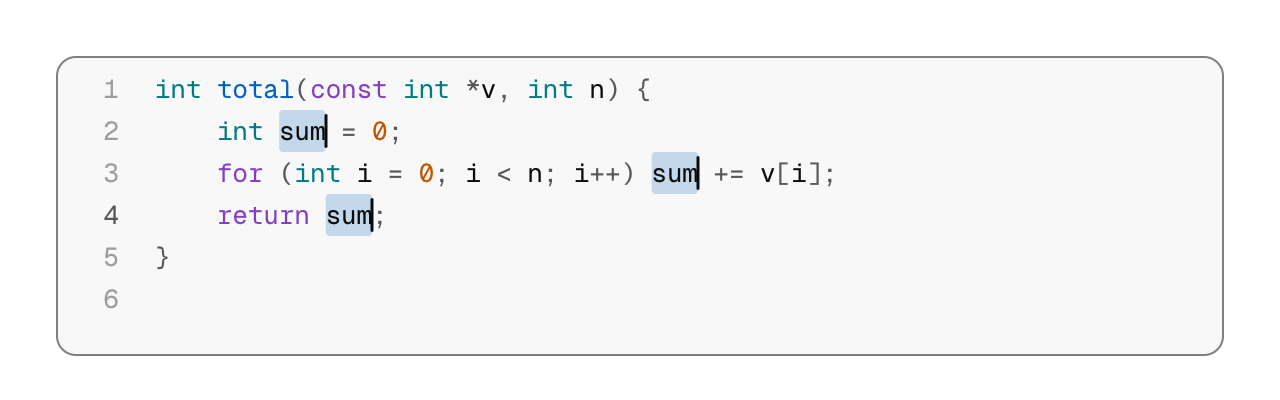 1 int total(const int *v, int n) {
2     int sum = 0;
3     for (int i = 0; i < n; i++) sum += v[i];
4     return sum;
5 }
6